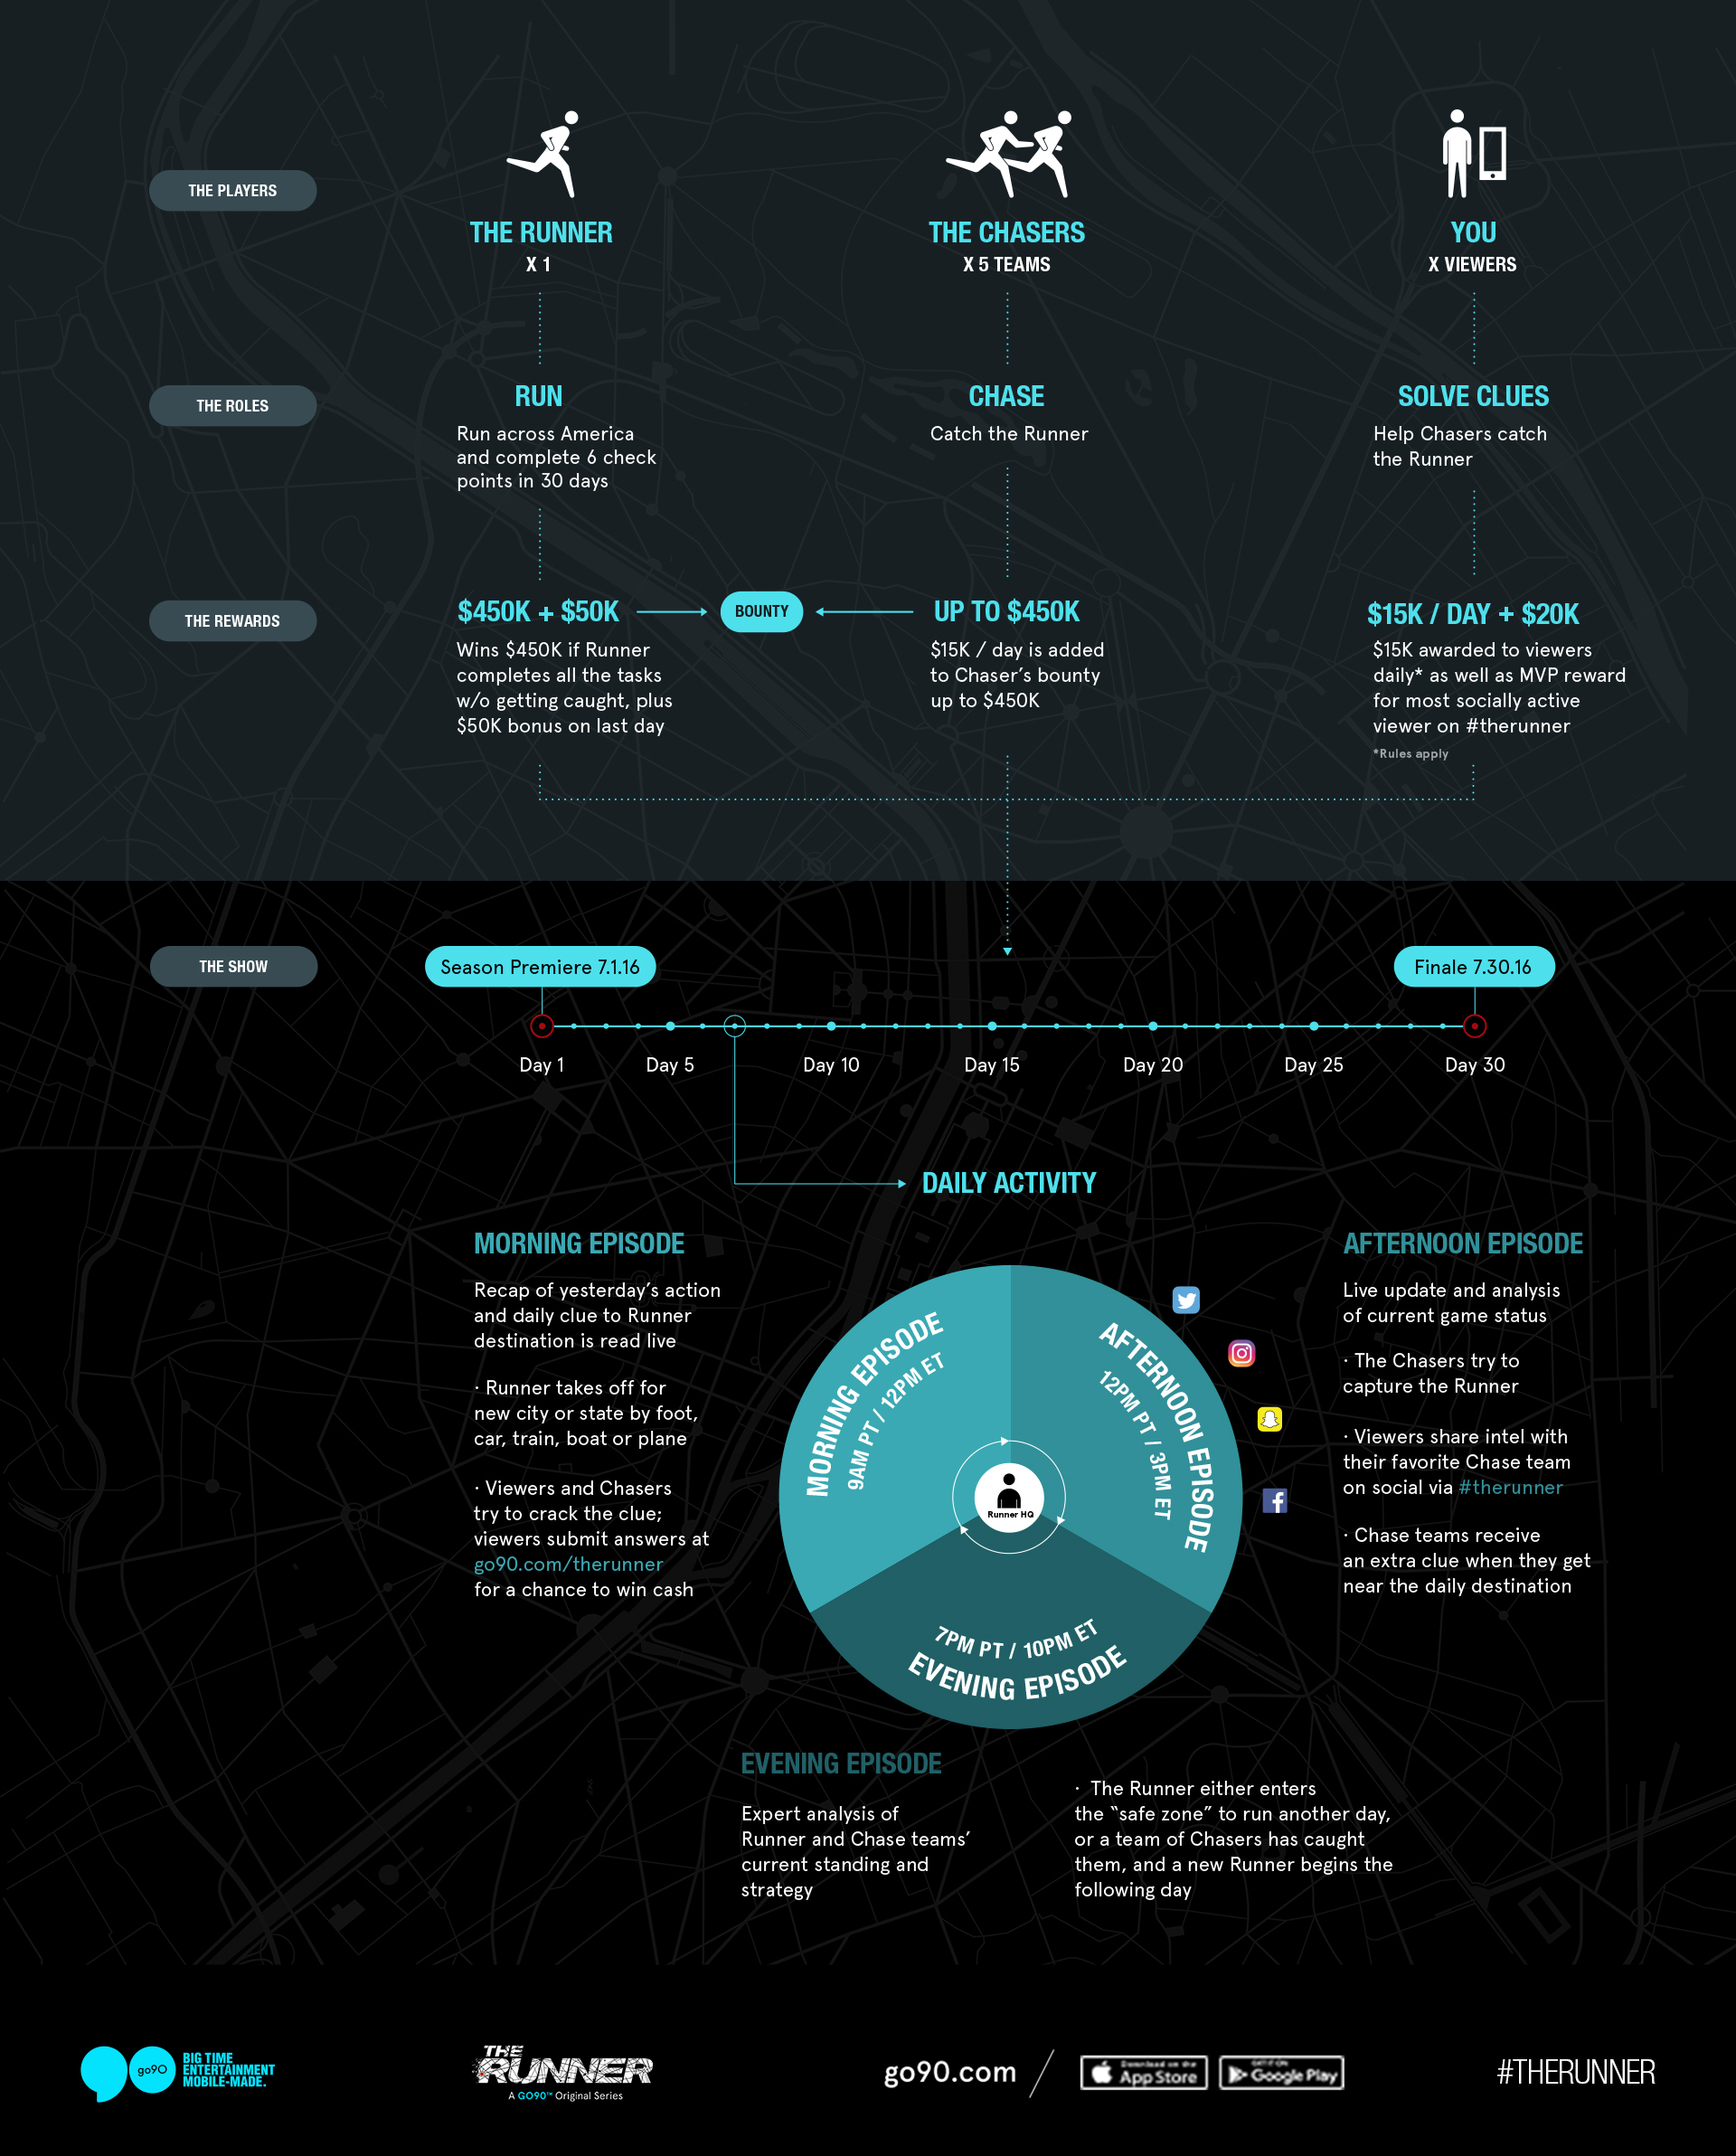 THE PLAYERS
THE RUNNER
X 1
THE CHASERS
X 5 TEAMS
YOU
X VIEWERS
THE ROLES
RUN
Run across America
and complete 6 check
points in 30 days
CHASE
Catch the Runner
SOLVE CLUES
Help Chasers catch
the Runner
THE REWARDS
$450K + $50K
Wins $450K if Runner
completes all the tasks
w/o getting caught, plus
$50K bonus on last day
BOUNTY
UP TO $450K
$15K / day is added
to Chaser's bounty
up to $450K
$15K / DAY + $20K
$15K awarded to viewers
daily* as well as MVP reward
for most socially active
viewer on #therunner
*Rules apply
THE SHOW
Season Premiere 7.1.16
Finale 7.30.16
Day 1
Day 5
Day 10
Day 15
Day 20
Day 25
Day 30
DAILY ACTIVITY
MORNING EPISODE
Recap of yesterday's action
and daily clue to Runner
destination is read live
· Runner takes off for
new city or state by foot,
car, train, boat or plane
· Viewers and Chasers
try to crack the clue;
viewers submit answers at
go90.com/therunner
for a chance to win cash
MORNING EPISODE
9AM PT / 12PM ET
AFTERNOON EPISODE
12PM PT / 3PM ET
Runner HQ
7PM PT / 10PM ET
EVENING EPISODE
AFTERNOON EPISODE
Live update and analysis
of current game status
· The Chasers try to
capture the Runner
· Viewers share intel with
their favorite Chase team
on social via #therunner
· Chase teams receive
an extra clue when they get
near the daily destination
EVENING EPISODE
Expert analysis of
Runner and Chase teams'
current standing and
strategy
· The Runner either enters
the "safe zone" to run another day,
or a team of Chasers has caught
them, and a new Runner begins the
following day
go90
BIG TIME
ENTERTAINMENT
MOBILE-MADE.
THE
RUNNER
A GO90™ Original Series
go90.com
Download on the
App Store
GET IT ON
Google Play
#THERUNNER